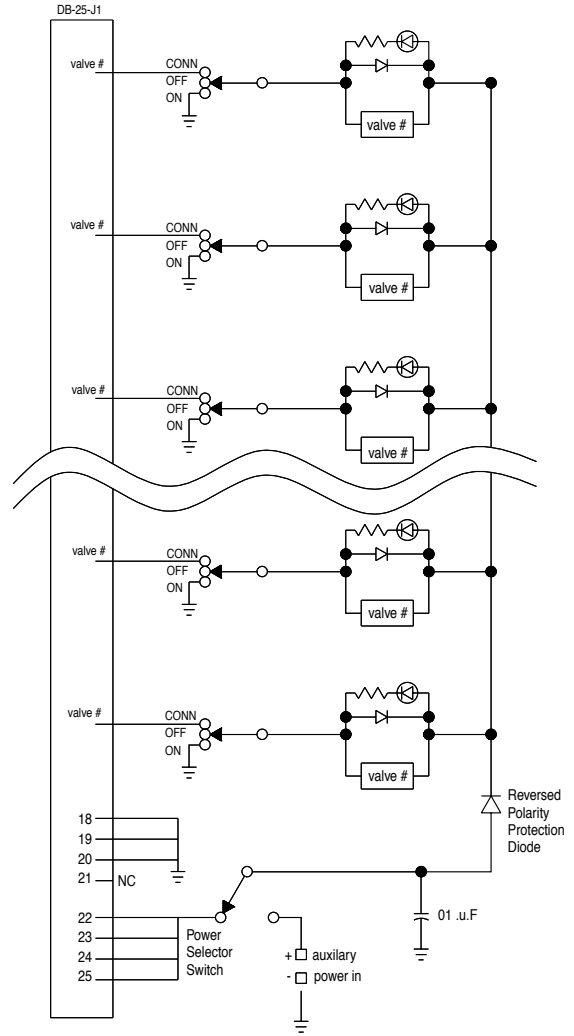 DB-25-J1
valve #
CONN
OFF
ON
valve #
valve #
CONN
OFF
ON
valve #
valve #
CONN
OFF
ON
valve #
valve #
CONN
OFF
ON
valve #
valve #
CONN
OFF
ON
valve #
Reversed
Polarity
Protection
Diode
18
19
20
21
NC
22
23
24
25
Power
Selector
Switch
+ auxilary
- power in
01 .u.F